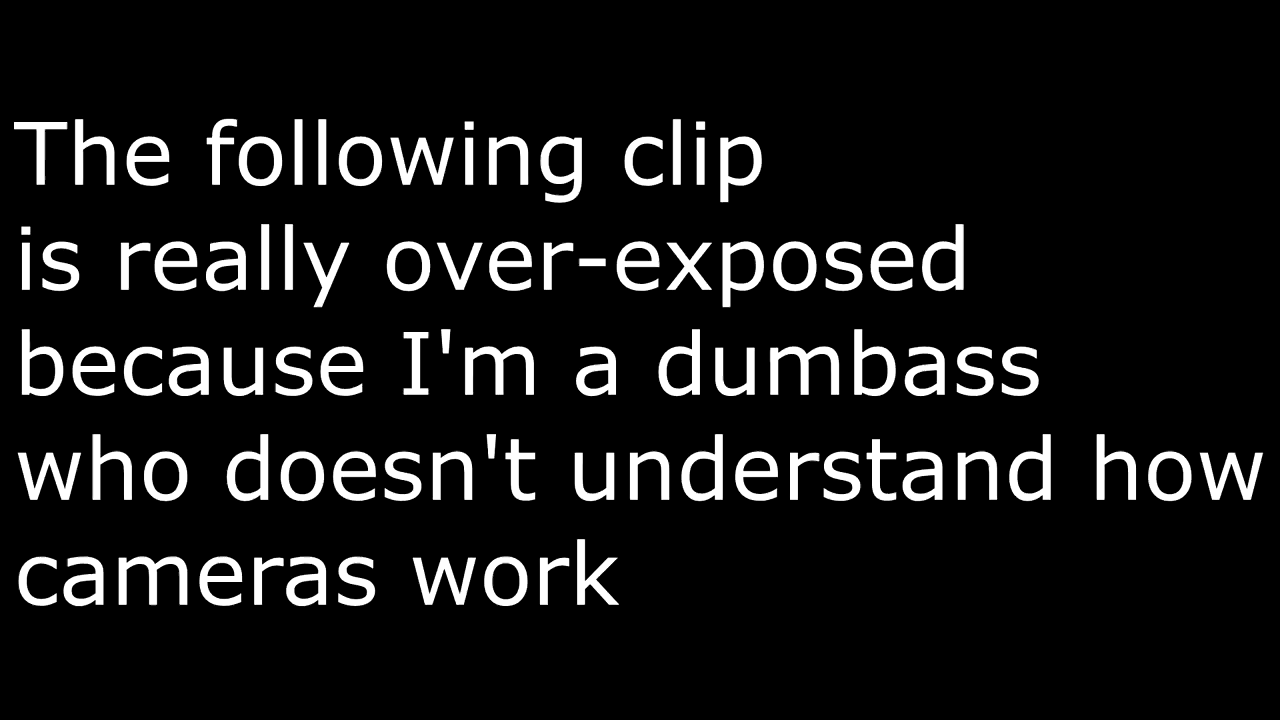 The following clip
is really over-exposed
because I'm a dumbass
who doesn't understand how
cameras work